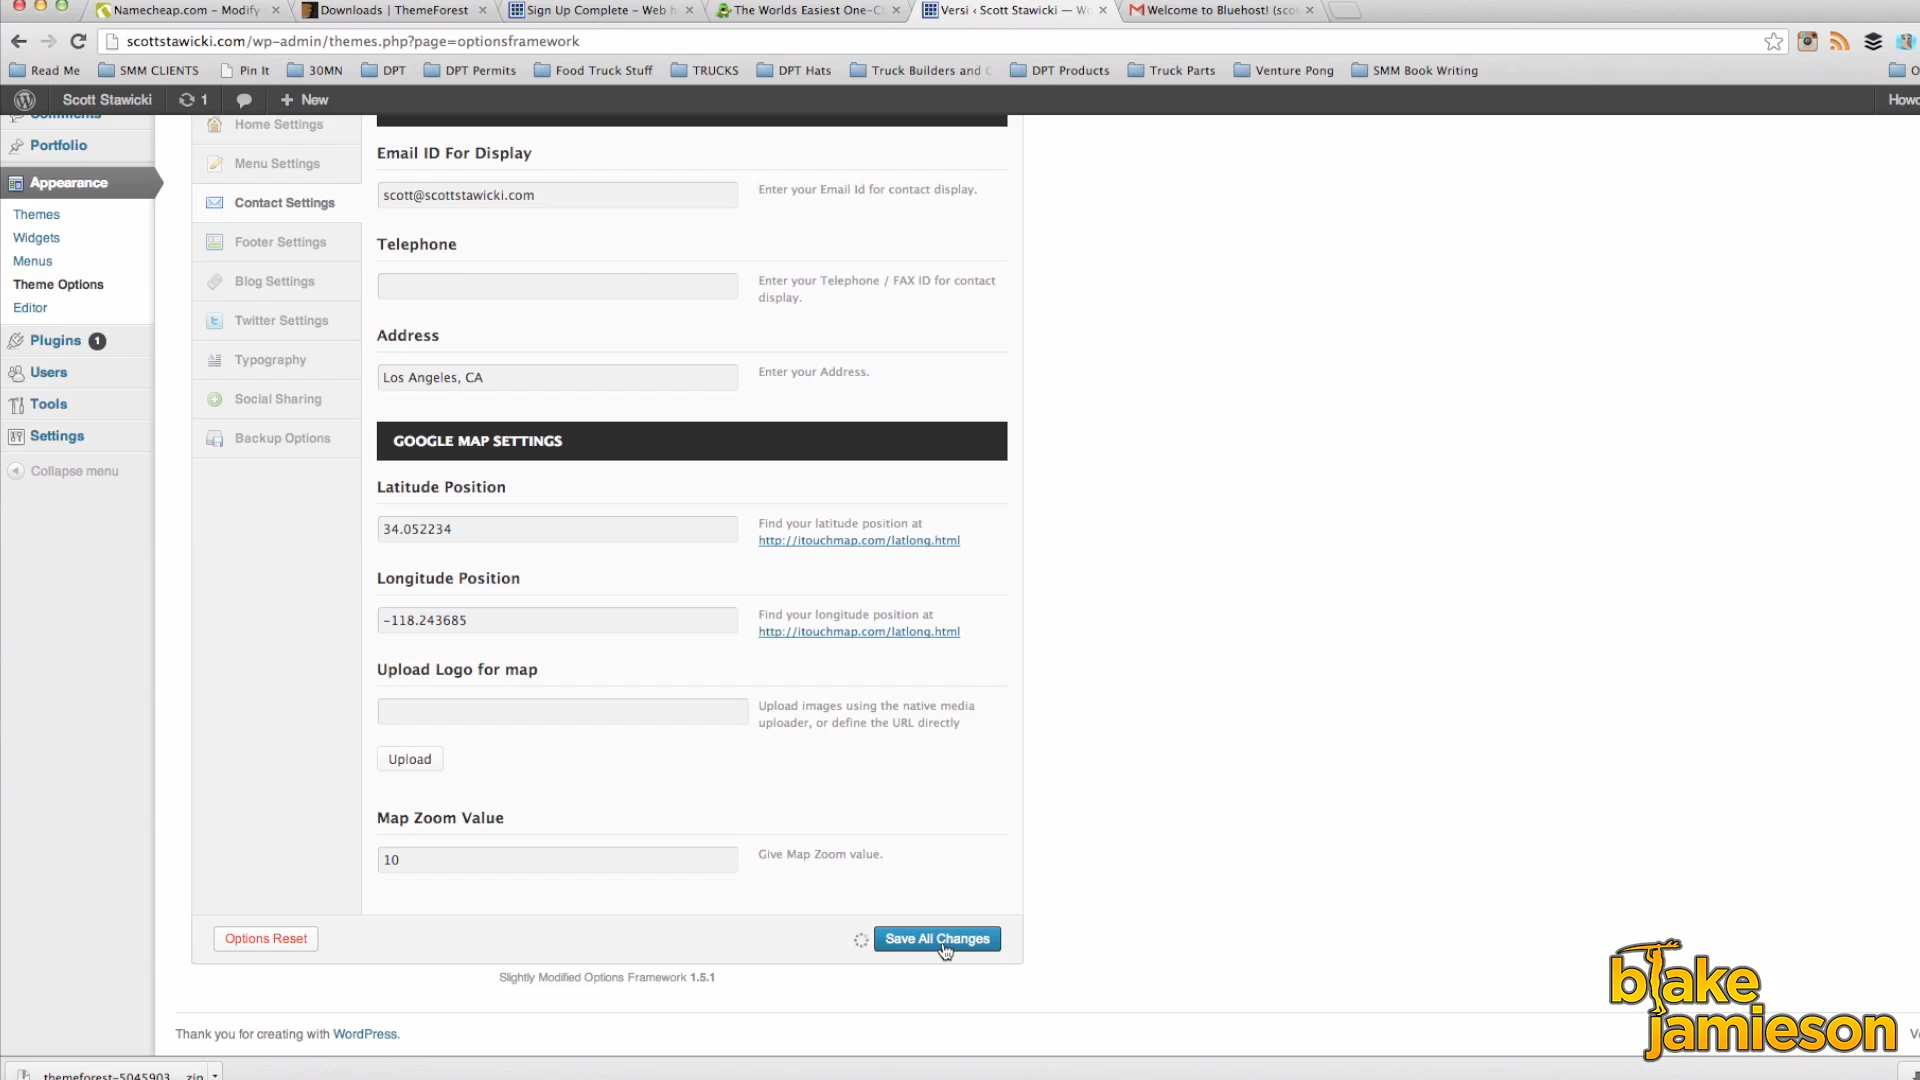 Namecheap.com – Modify
Downloads | ThemeForest
Sign Up Complete – Web h
The Worlds Easiest One-C
Versi ‹ Scott Stawicki — Wo
Welcome to Bluehost! (sco
scottstawicki.com/wp-admin/themes.php?page=optionsframework
Read Me
SMM CLIENTS
Pin It
30MN
DPT
DPT Permits
Food Truck Stuff
TRUCKS
DPT Hats
Truck Builders and
DPT Products
Truck Parts
Venture Pong
SMM Book Writing
Scott Stawicki
1
+ New
Howd
Comments
Portfolio
Appearance
Themes
Widgets
Menus
Theme Options
Editor
Plugins 1
Users
Tools
Settings
Collapse menu
Home Settings
Menu Settings
Contact Settings
Footer Settings
Blog Settings
Twitter Settings
Typography
Social Sharing
Backup Options
Email ID For Display
scott@scottstawicki.com
Enter your Email Id for contact display.
Telephone
Enter your Telephone / FAX ID for contact
display.
Address
Los Angeles, CA
Enter your Address.
GOOGLE MAP SETTINGS
Latitude Position
34.052234
Find your latitude position at
http://itouchmap.com/latlong.html
Longitude Position
-118.243685
Find your longitude position at
http://itouchmap.com/latlong.html
Upload Logo for map
Upload images using the native media
uploader, or define the URL directly
Upload
Map Zoom Value
10
Give Map Zoom value.
Options Reset
Save All Changes
Slightly Modified Options Framework 1.5.1
Thank you for creating with WordPress.
blake
jamieson
themeforest-5045903....zip